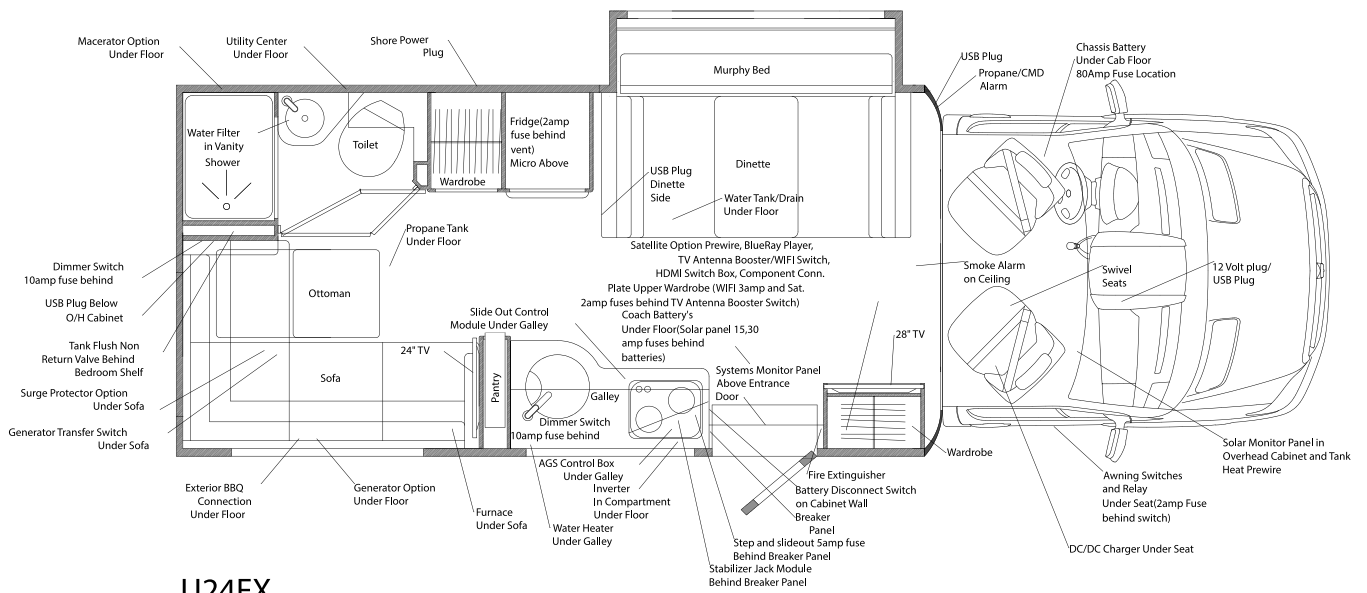 Macerator Option
Under Floor
Utility Center
Under Floor
Shore Power
Plug
Murphy Bed
USB Plug
Propane/CMD
Alarm
Chassis Battery
Under Cab Floor
80Amp Fuse Location
Water Filter
in Vanity
Shower
Toilet
Wardrobe
Fridge(2amp
fuse behind
vent)
Micro Above
USB Plug
Dinette
Side
Dinette
Water Tank/Drain
Under Floor
Propane Tank
Under Floor
Satellite Option Prewire, BlueRay Player,
TV Antenna Booster/WIFI Switch,
HDMI Switch Box, Component Conn.
Plate Upper Wardrobe (WIFI 3amp and Sat.
2amp fuses behind TV Antenna Booster Switch)
Coach Battery's
Under Floor(Solar panel 15,30
amp fuses behind
batteries)
Smoke Alarm
on Ceiling
Swivel
Seats
12 Volt plug/
USB Plug
Dimmer Switch
10amp fuse behind
USB Plug Below
O/H Cabinet
Tank Flush Non
Return Valve Behind
Bedroom Shelf
Ottoman
Slide Out Control
Module Under Galley
24" TV
28" TV
Sofa
Pantry
Galley
Systems Monitor Panel
Above Entrance
Door
Surge Protector Option
Under Sofa
Generator Transfer Switch
Under Sofa
Dimmer Switch
10amp fuse behind
Exterior BBQ
Connection
Under Floor
Generator Option
Under Floor
Furnace
Under Sofa
AGS Control Box
Under Galley
Inverter
In Compartment
Under Floor
Water Heater
Under Galley
Fire Extinguisher
Battery Disconnect Switch
on Cabinet Wall
Breaker
Panel
Step and slideout 5amp fuse
Behind Breaker Panel
Stabilizer Jack Module
Behind Breaker Panel
Wardrobe
Awning Switches
and Relay
Under Seat(2amp Fuse
behind switch)
DC/DC Charger Under Seat
Solar Monitor Panel in
Overhead Cabinet and Tank
Heat Prewire